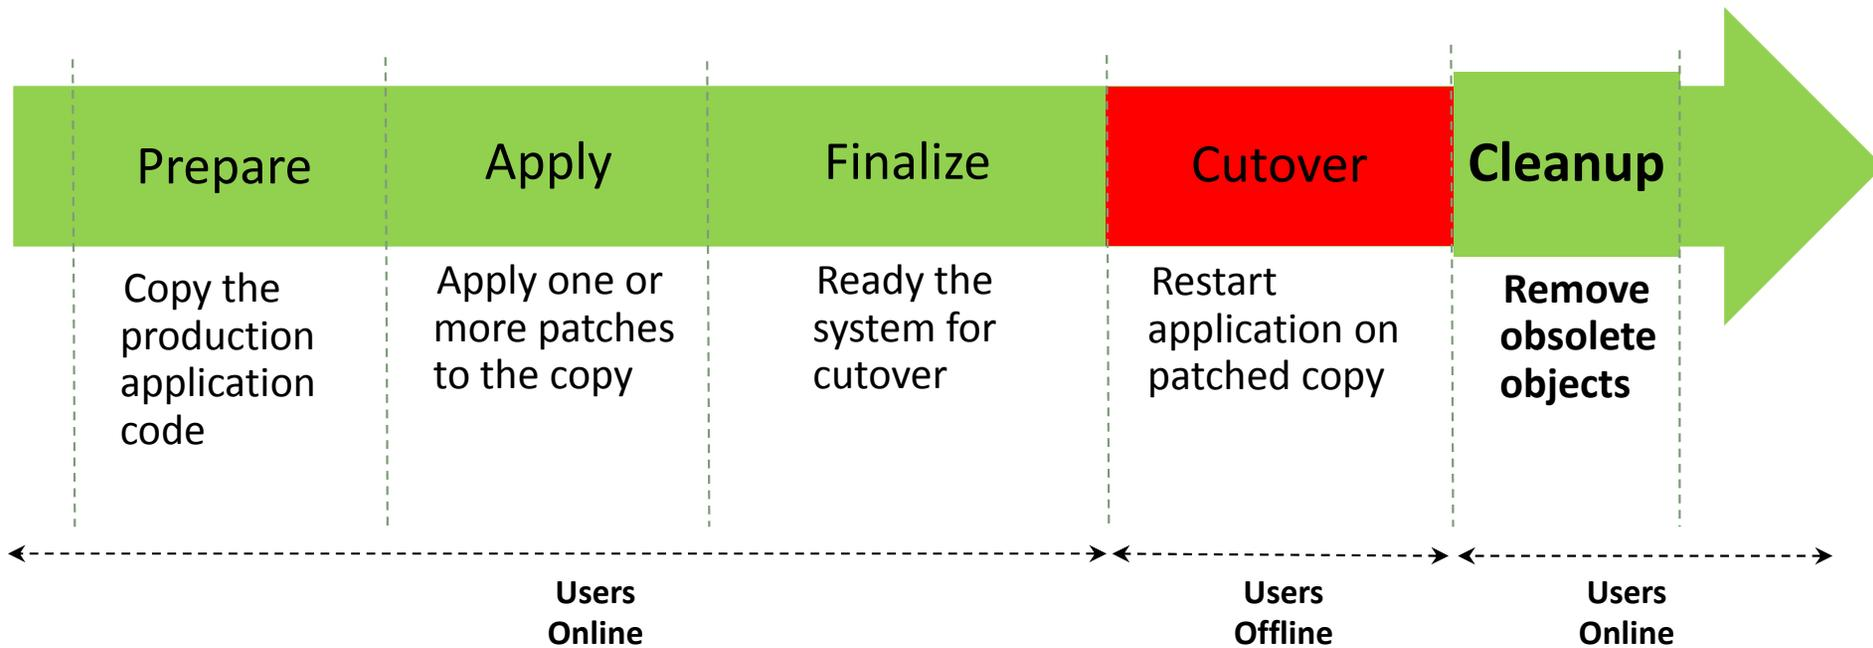 Prepare
Apply
Finalize
Cutover
Cleanup
Copy the
production
application
code
Apply one or
more patches
to the copy
Ready the
system for
cutover
Restart
application on
patched copy
Remove
obsolete
objects
Users
Online
Users
Offline
Users
Online